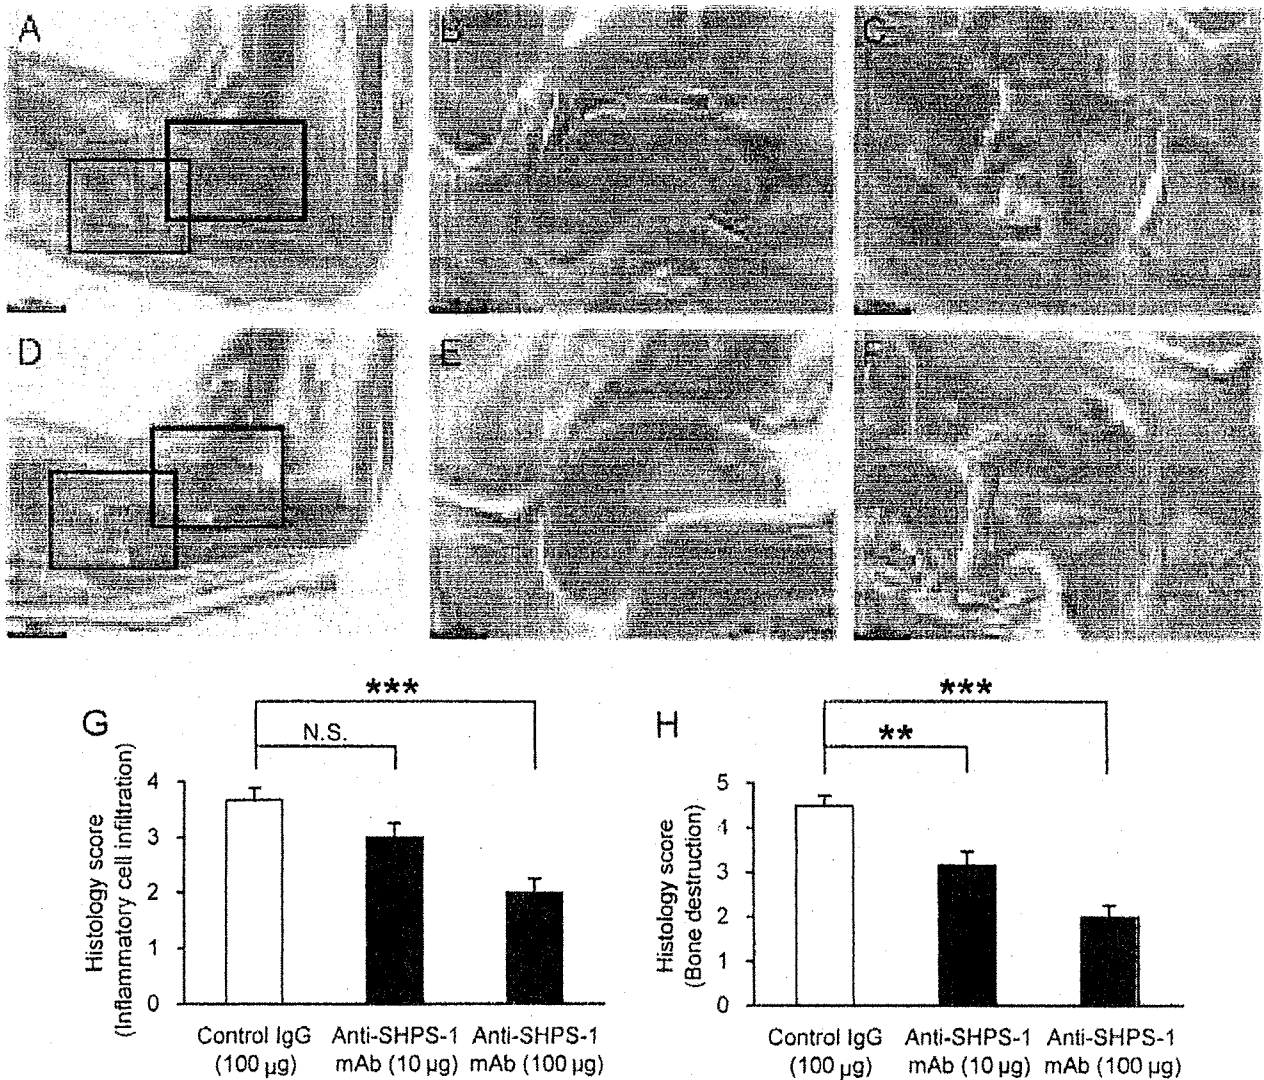 A
B
C
D
E
F
G
***
N.S.
Histology score
(Inflammatory cell infiltration)
4
3
2
1
0
Control IgG
(100 µg)
Anti-SHPS-1
mAb (10 µg)
Anti-SHPS-1
mAb (100 µg)
H
***
**
Histology score
(Bone destruction)
5
4
3
2
1
0
Control IgG
(100 µg)
Anti-SHPS-1
mAb (10 µg)
Anti-SHPS-1
mAb (100 µg)